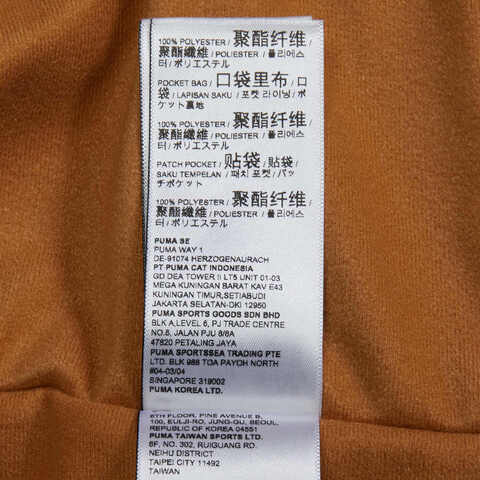 100% POLYESTER / 聚酯纤维 /
聚酯纖維 / POLIESTER / 폴리에스
터 / ポリエステル
POCKET BAG / 口袋里布 / 口
袋 / LAPISAN SAKU / 포켓 라이닝 / ポ
ケット裏地
100% POLYESTER / 聚酯纤维 /
聚酯纖維 / POLIESTER / 폴리에스
터 / ポリエステル
PATCH POCKET / 贴袋 / 貼袋 /
SAKU TEMPELAN / 패치 포켓 / パッ
チポケット
100% POLYESTER / 聚酯纤维 /
聚酯纖維 / POLIESTER / 폴리에스
터 / ポリエステル
PUMA SE
PUMA WAY 1
DE-91074 HERZOGENAURACH
PT PUMA CAT INDONESIA
GD DEA TOWER II LT5 UNIT 01-03
MEGA KUNINGAN BARAT KAV E43
KUNINGAN TIMUR,SETIABUDI
JAKARTA SELATAN-DKI 12950
PUMA SPORTS GOODS SDN BHD
BLK A,LEVEL 6, PJ TRADE CENTRE
NO.8, JALAN PJU 8/8A
47820 PETALING JAYA
PUMA SPORTSSEA TRADING PTE
LTD. BLK 988 TOA PAYOH NORTH
#04-03/04
SINGAPORE 319002
PUMA KOREA LTD.
6TH FLOOR, PINE AVENUE B,
100, EULJI-RO, JUNG-GU, SEOUL,
REPUBLIC OF KOREA 04551
PUMA TAIWAN SPORTS LTD.
8F, NO. 302, RUIGUANG RD.
NEIHU DISTRICT
TAIPEI CITY 11492
TAIWAN